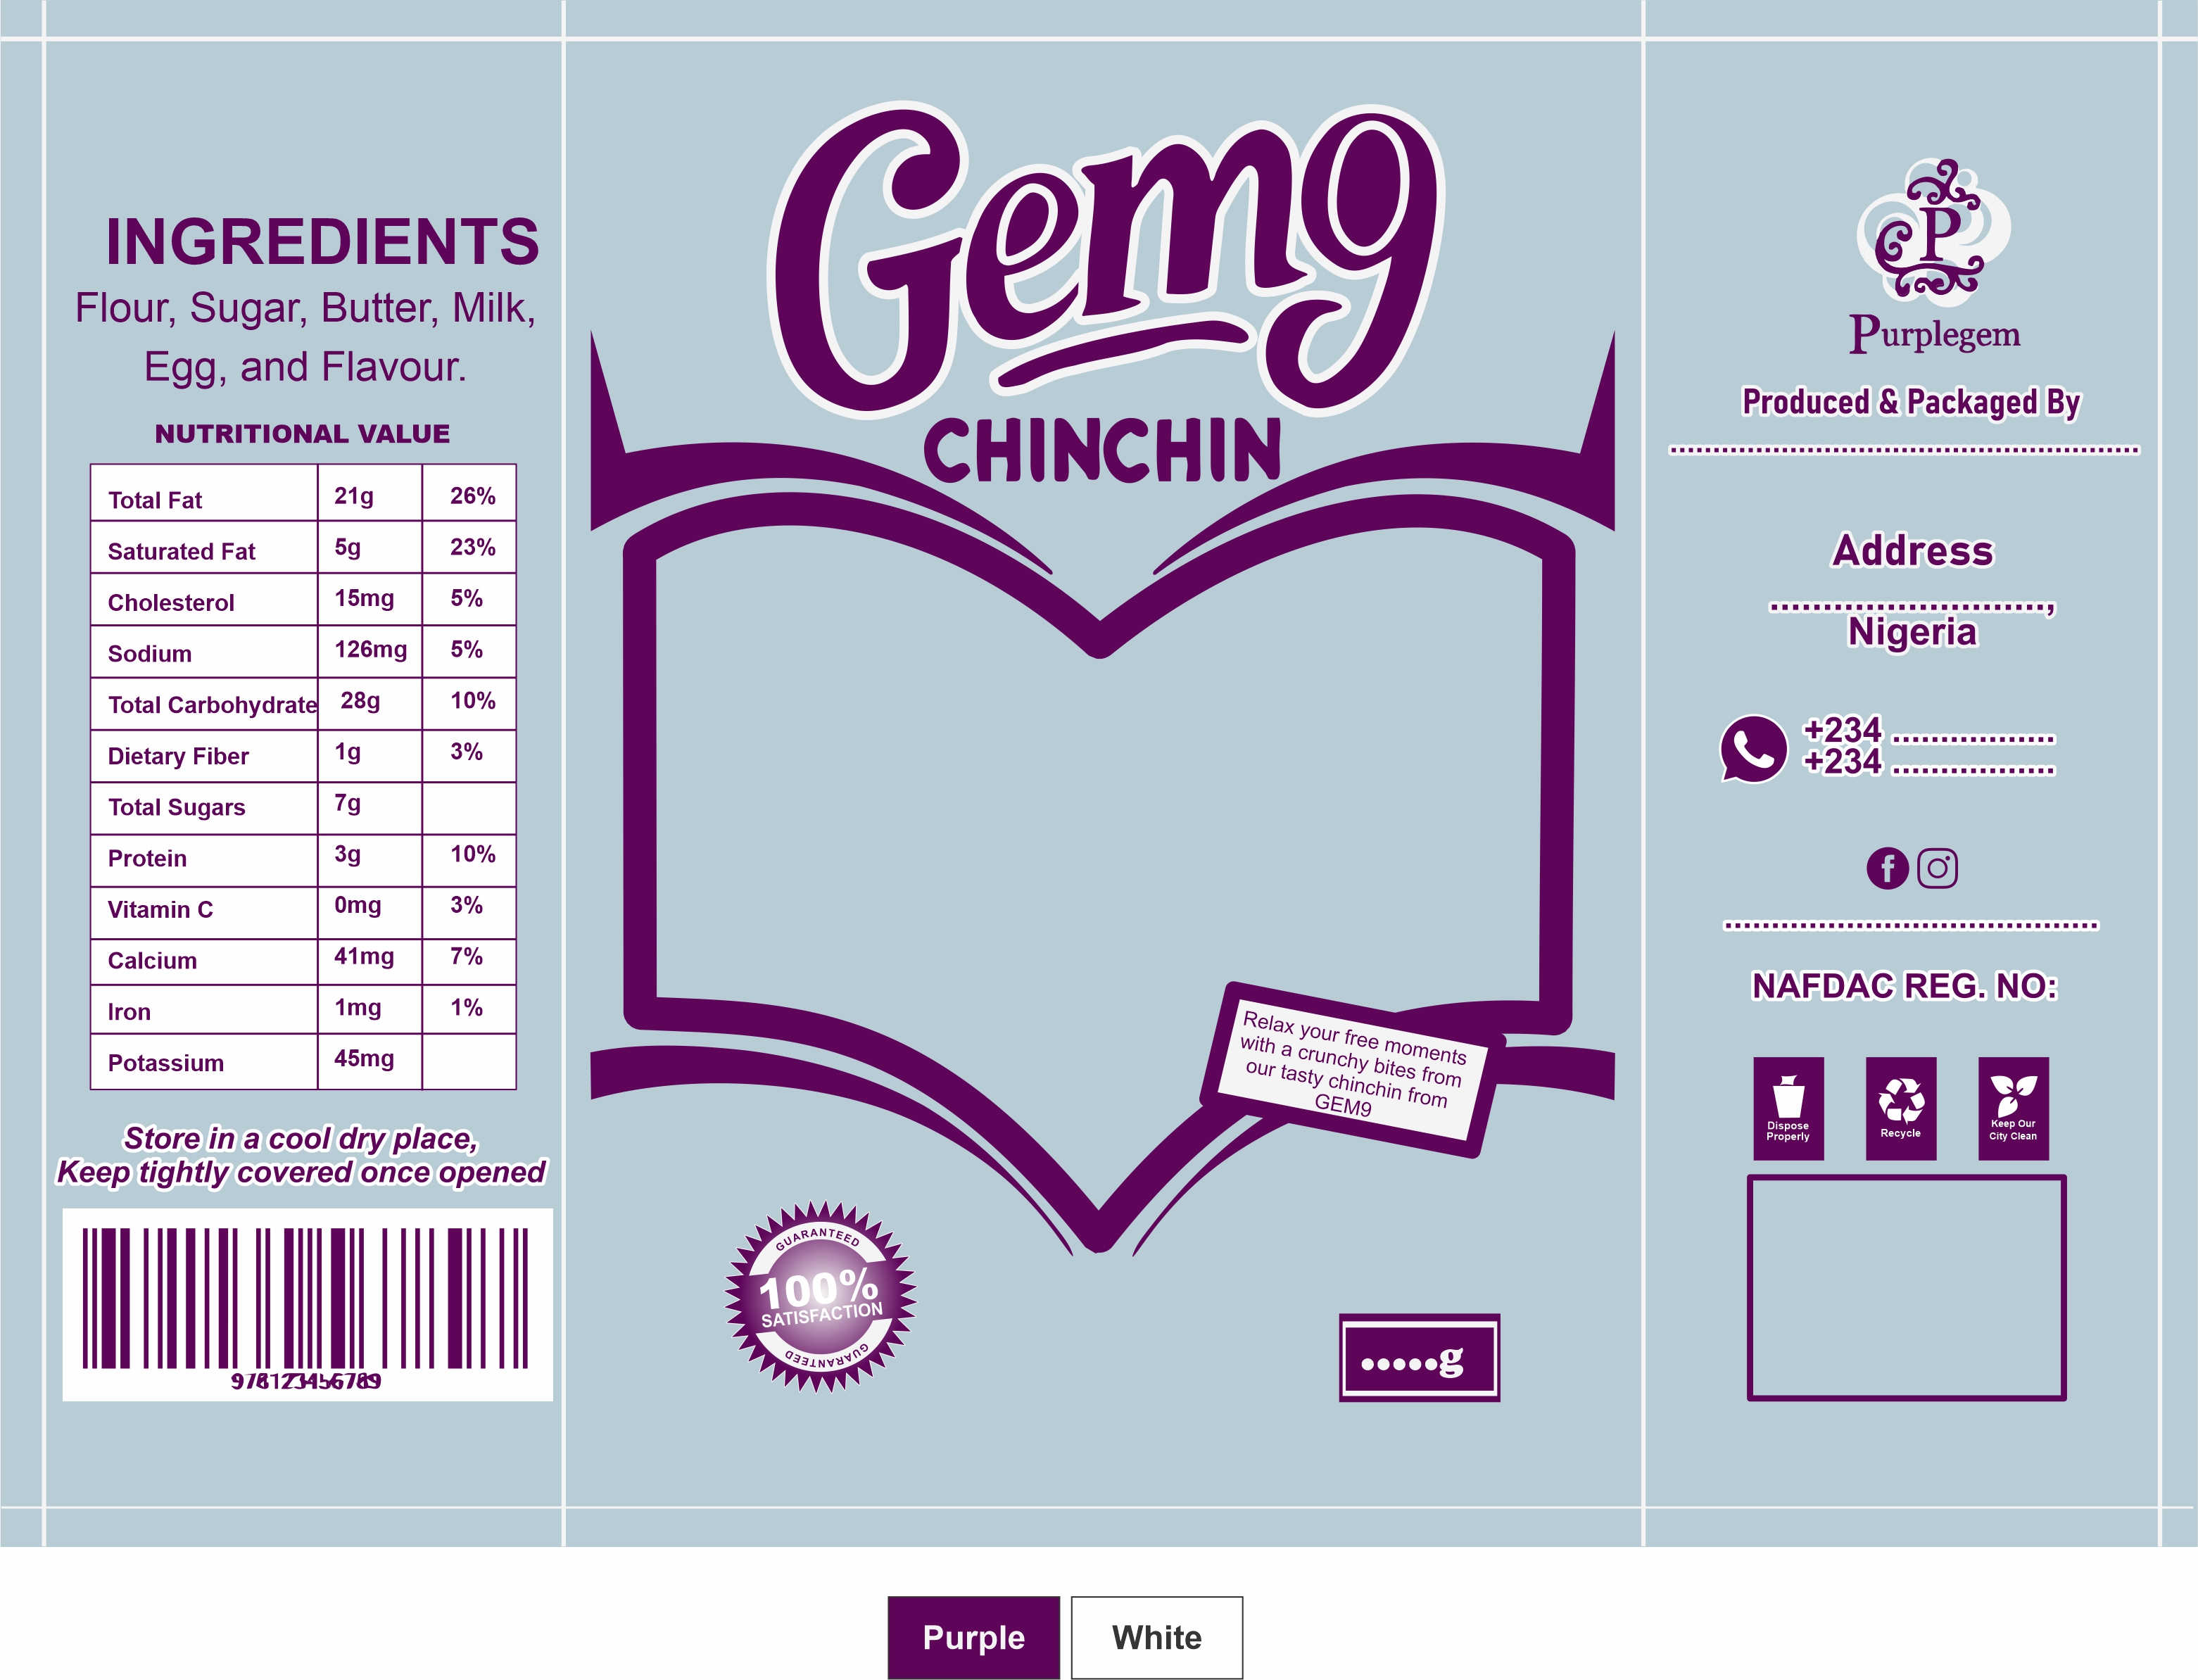 INGREDIENTS
Flour, Sugar, Butter, Milk,
Egg, and Flavour.
NUTRITIONAL VALUE
Total Fat 21g 26%
Saturated Fat 5g 23%
Cholesterol 15mg 5%
Sodium 126mg 5%
Total Carbohydrate 28g 10%
Dietary Fiber 1g 3%
Total Sugars 7g
Protein 3g 10%
Vitamin C 0mg 3%
Calcium 41mg 7%
Iron 1mg 1%
Potassium 45mg
Store in a cool dry place,
Keep tightly covered once opened
Gem9
CHINCHIN
Relax your free moments
with a crunchy bites from
our tasty chinchin from
GEM9
GUARANTEED
100%
SATISFACTION
GUARANTEED
.....g
P
Purplegem
Produced & Packaged By
Address
,
Nigeria
+234
+234
NAFDAC REG. NO:
Dispose
Properly
Recycle
Keep Our
City Clean
Purple
White